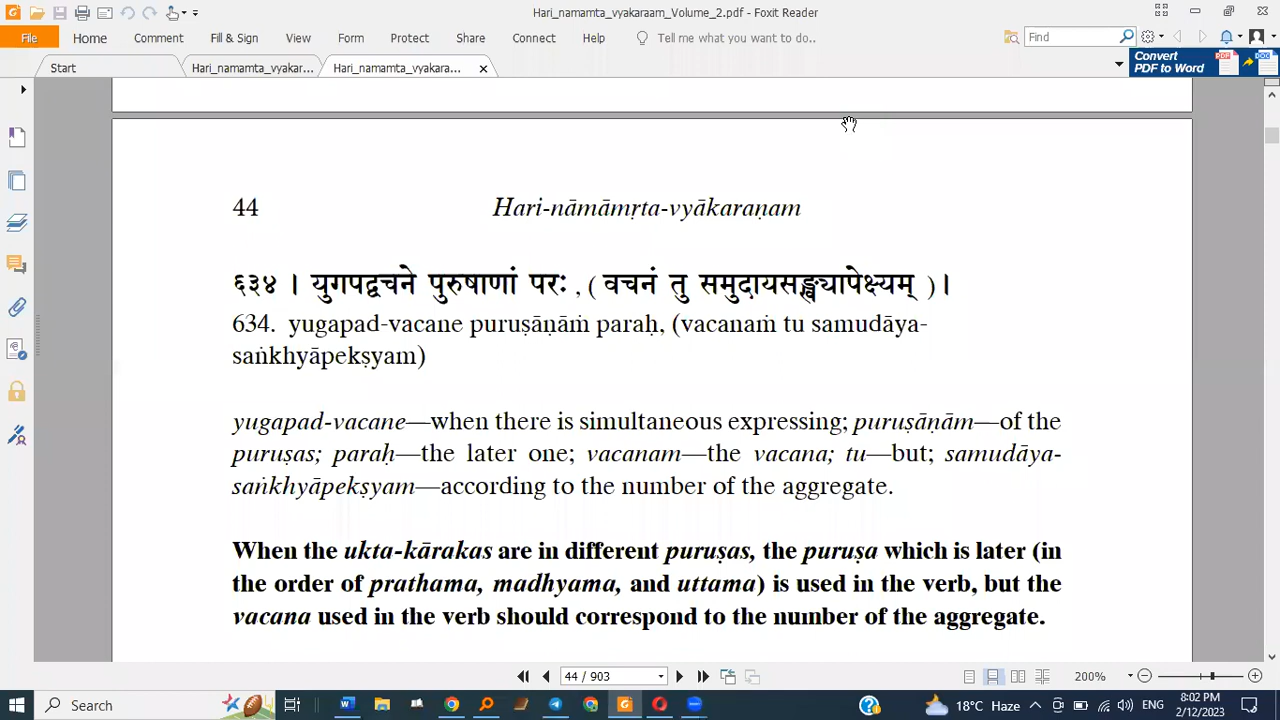 Hari_namamta_vyakaraam_Volume_2.pdf - Foxit Reader
File Home Comment Fill & Sign View Form Protect Share Connect Help Tell me what you want to do.. Find
Start Hari_namamta_vyakar... Hari_namamta_vyakara...
Convert
PDF to Word
44 Hari-nāmāmṛta-vyākaraṇam
६३४ । युगपद्वचने पुरुषाणां परः , ( वचनं तु समुदायसङ्ख्यापेक्ष्यम् ) ।
634. yugapad-vacane puruṣāṇāṁ paraḥ, (vacanaṁ tu samudāya-
saṅkhyāpekṣyam)
yugapad-vacane—when there is simultaneous expressing; puruṣāṇām—of the
puruṣas; paraḥ—the later one; vacanam—the vacana; tu—but; samudāya-
saṅkhyāpekṣyam—according to the number of the aggregate.
When the ukta-kārakas are in different puruṣas, the puruṣa which is later (in
the order of prathama, madhyama, and uttama) is used in the verb, but the
vacana used in the verb should correspond to the number of the aggregate.
44 / 903 200%
Search 18°C Haze ENG 8:02 PM
2/12/2023